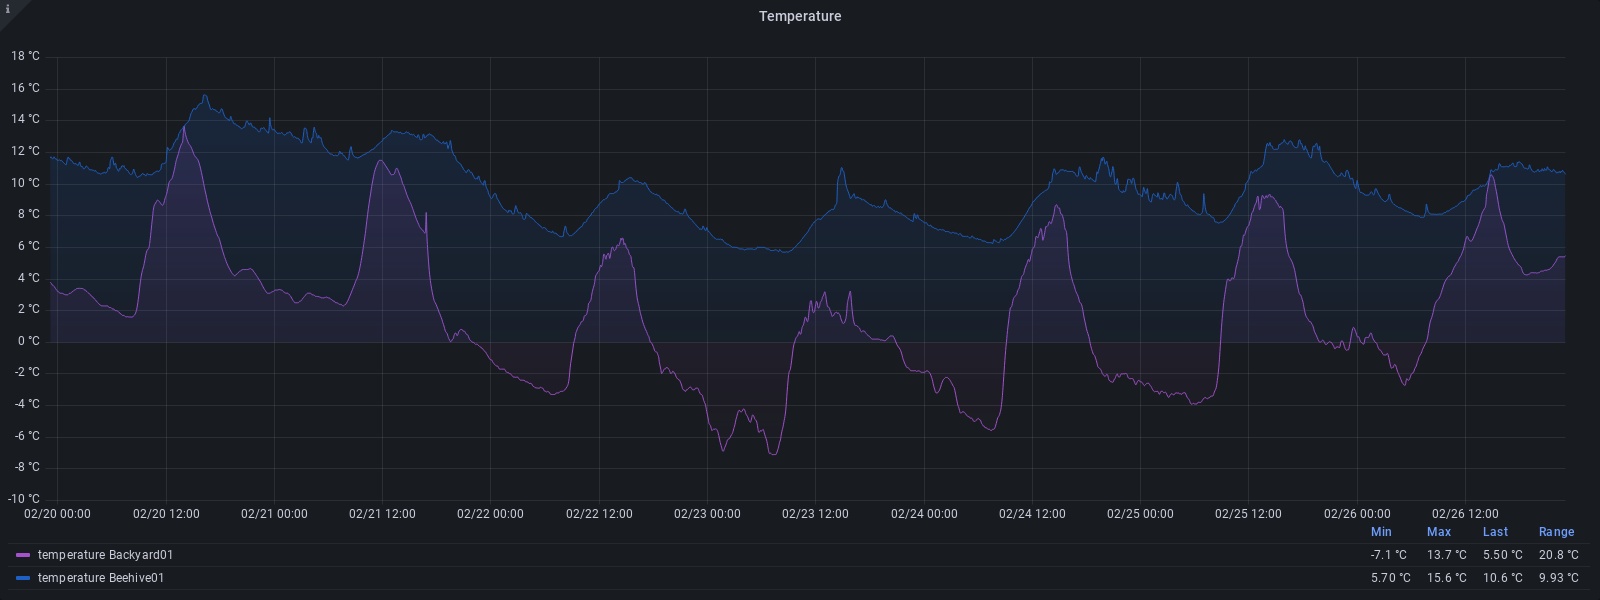 i
Temperature
18 °C
16 °C
14 °C
12 °C
10 °C
8 °C
6 °C
4 °C
2 °C
0 °C
-2 °C
-4 °C
-6 °C
-8 °C
-10 °C
02/20 00:00 02/20 12:00 02/21 00:00 02/21 12:00 02/22 00:00 02/22 12:00 02/23 00:00 02/23 12:00 02/24 00:00 02/24 12:00 02/25 00:00 02/25 12:00 02/26 00:00 02/26 12:00
Min Max Last Range
temperature Backyard01 -7.1 °C 13.7 °C 5.50 °C 20.8 °C
temperature Beehive01 5.70 °C 15.6 °C 10.6 °C 9.93 °C